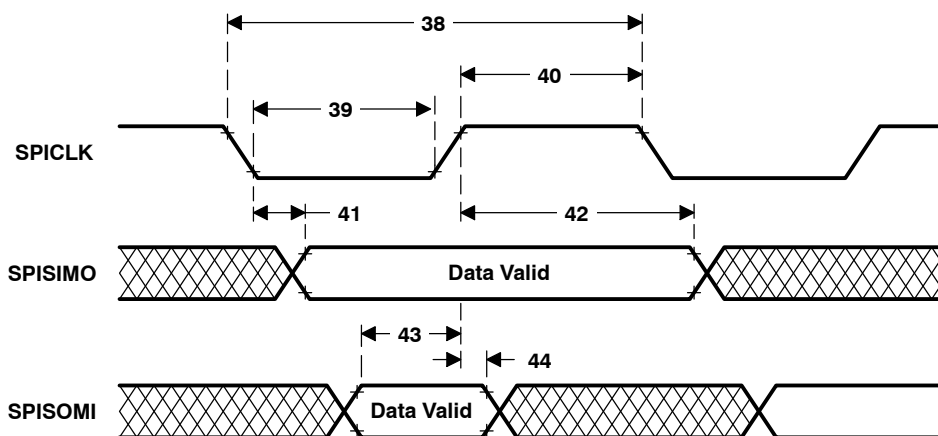 38
40
39
SPICLK
41
42
SPISIMO
Data Valid
43
44
SPISOMI
Data Valid